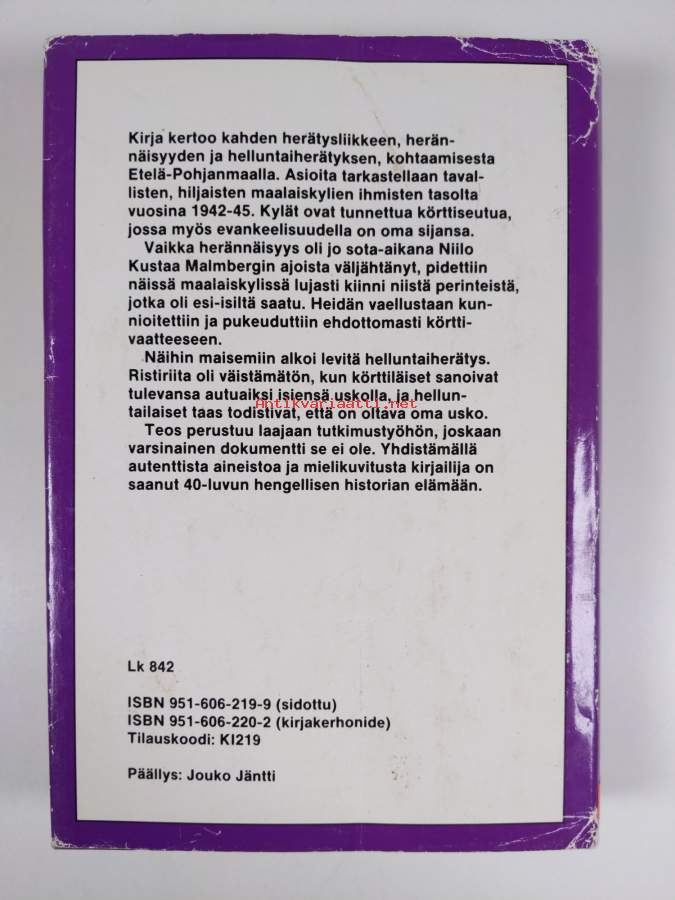 Kirja kertoo kahden herätysliikkeen, herän-
näisyyden ja helluntaiherätyksen, kohtaamisesta
Etelä-Pohjanmaalla. Asioita tarkastellaan taval-
listen, hiljaisten maalaiskylien ihmisten tasolta
vuosina 1942-45. Kylät ovat tunnettua körttiseutua,
jossa myös evankeelisuudella on oma sijansa.
Vaikka herännäisyys oli jo sota-aikana Niilo
Kustaa Malmbergin ajoista väljähtänyt, pidettiin
näissä maalaiskylissä lujasti kiinni niistä perinteistä,
jotka oli esi-isiltä saatu. Heidän vaellustaan kun-
nioitettiin ja pukeuduttiin ehdottomasti körtti-
vaatteeseen.
Näihin maisemiin alkoi levitä helluntaiherätys.
Ristiriita oli väistämätön, kun körttiläiset sanoivat
tulevansa autuaiksi isiensä uskolla, ja hellun-
Antikvariaatti.net
tailaiset taas todistivat, että on oltava oma usko.
Teos perustuu laajaan tutkimustyöhön, joskaan
varsinainen dokumentti se ei ole. Yhdistämällä
autenttista aineistoa ja mielikuvitusta kirjailija on
saanut 40-luvun hengellisen historian elämään.
Lk 842
ISBN 951-606-219-9 (sidottu)
ISBN 951-606-220-2 (kirjakerhonide)
Tilauskoodi: KI219
Päällys: Jouko Jäntti